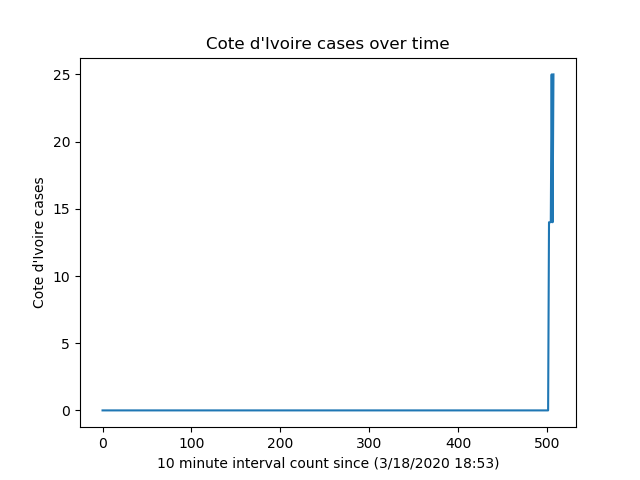 Cote d'Ivoire cases over time
25
20
15
10
5
0
Cote d'Ivoire cases
0 100 200 300 400 500
10 minute interval count since (3/18/2020 18:53)